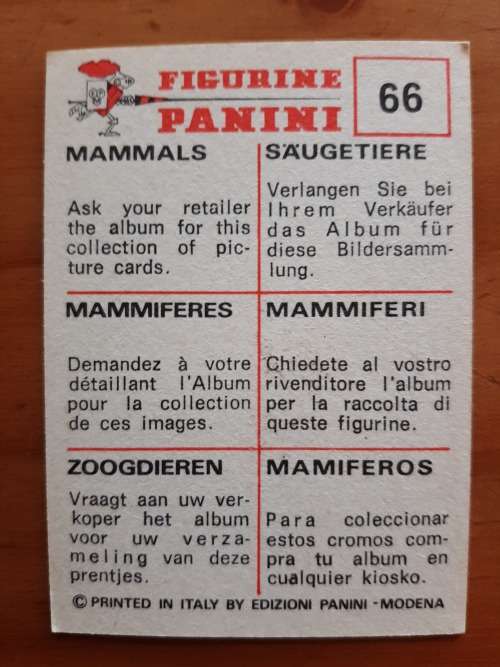 FIGURINE
PANINI
66
MAMMALS
Ask your retailer
the album for this
collection of pic-
ture cards.
SÄUGETIERE
Verlangen Sie bei
Ihrem Verkäufer
das Album für
diese Bildersamm-
lung.
MAMMIFERES
Demandez à votre
détaillant l'Album
pour la collection
de ces images.
MAMMIFERI
Chiedete al vostro
rivenditore l'album
per la raccolta di
queste figurine.
ZOOGDIEREN
Vraagt aan uw ver-
koper het album
voor uw verza-
meling van deze
prentjes.
MAMIFEROS
Para coleccionar
estos cromos com-
pra tu album en
cualquier kiosko.
© PRINTED IN ITALY BY EDIZIONI PANINI - MODENA